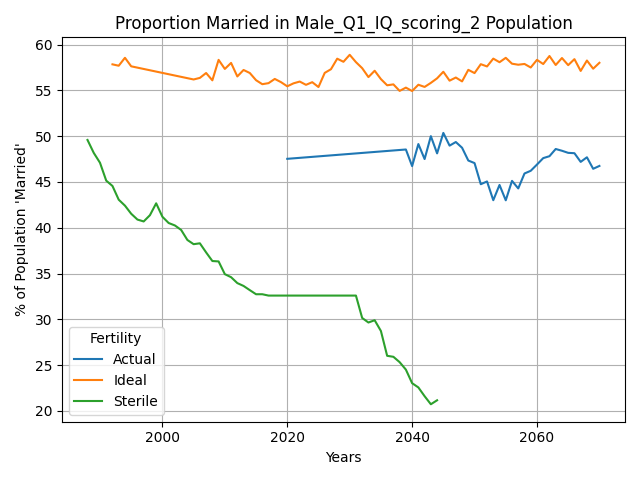 Proportion Married in Male_Q1_IQ_scoring_2 Population
% of Population 'Married'
60
55
50
45
40
35
30
25
20
Fertility
Actual
Ideal
Sterile
2000
2020
2040
2060
Years